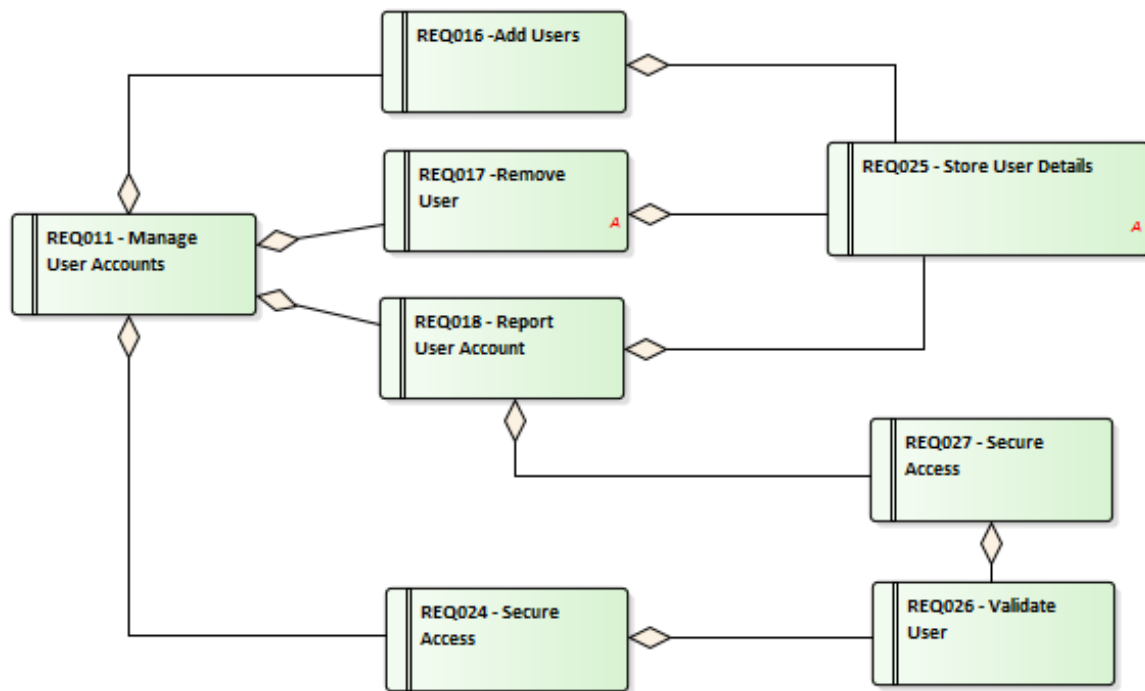 REQ016 -Add Users
REQ017 -Remove
User
A
REQ025 - Store User Details
A
REQ011 - Manage
User Accounts
REQ018 - Report
User Account
REQ027 - Secure
Access
REQ024 - Secure
Access
REQ026 - Validate
User